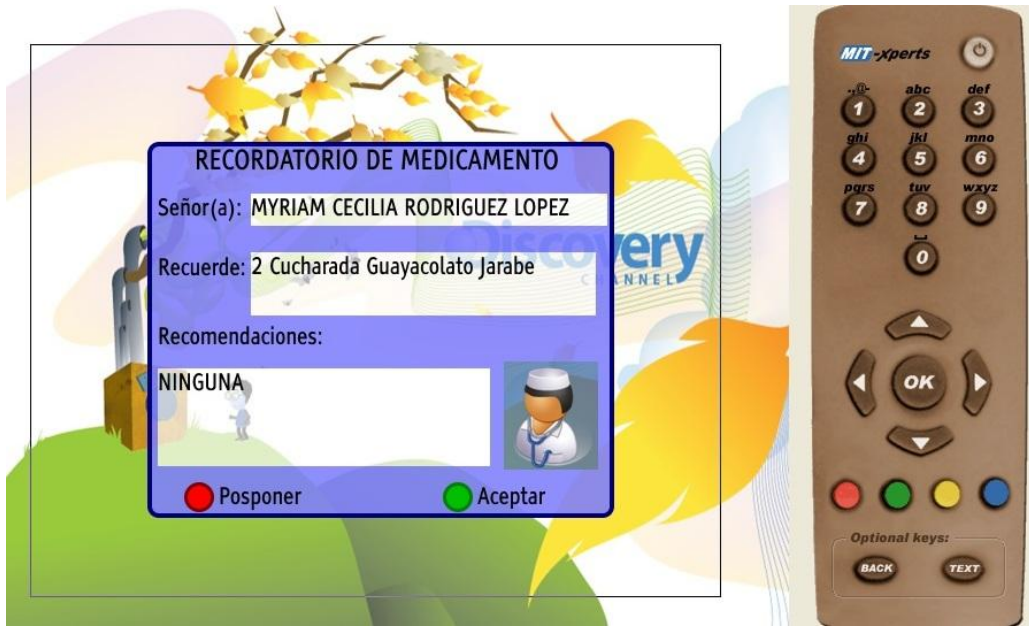 RECORDATORIO DE MEDICAMENTO
Señor(a): MYRIAM CECILIA RODRIGUEZ LOPEZ
Recuerde: 2 Cucharada Guayacolato Jarabe
Discovery
CHANNEL
Recomendaciones:
NINGUNA
Posponer Aceptar
MIT-xperts
.,@- abc def
1 2 3
ghi jkl mno
4 5 6
pqrs tuv wxyz
7 8 9
0
OK
Optional keys:
BACK TEXT